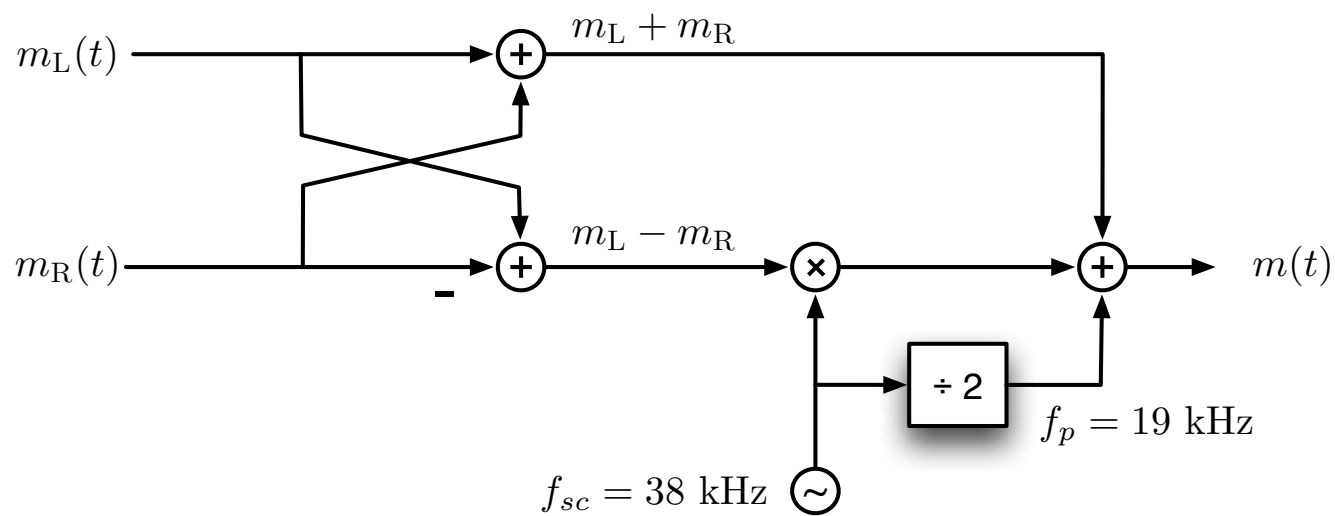 m_L(t)
m_L + m_R
m_R(t)
-
m_L − m_R
m(t)
÷ 2
f_p = 19 kHz
f_sc = 38 kHz